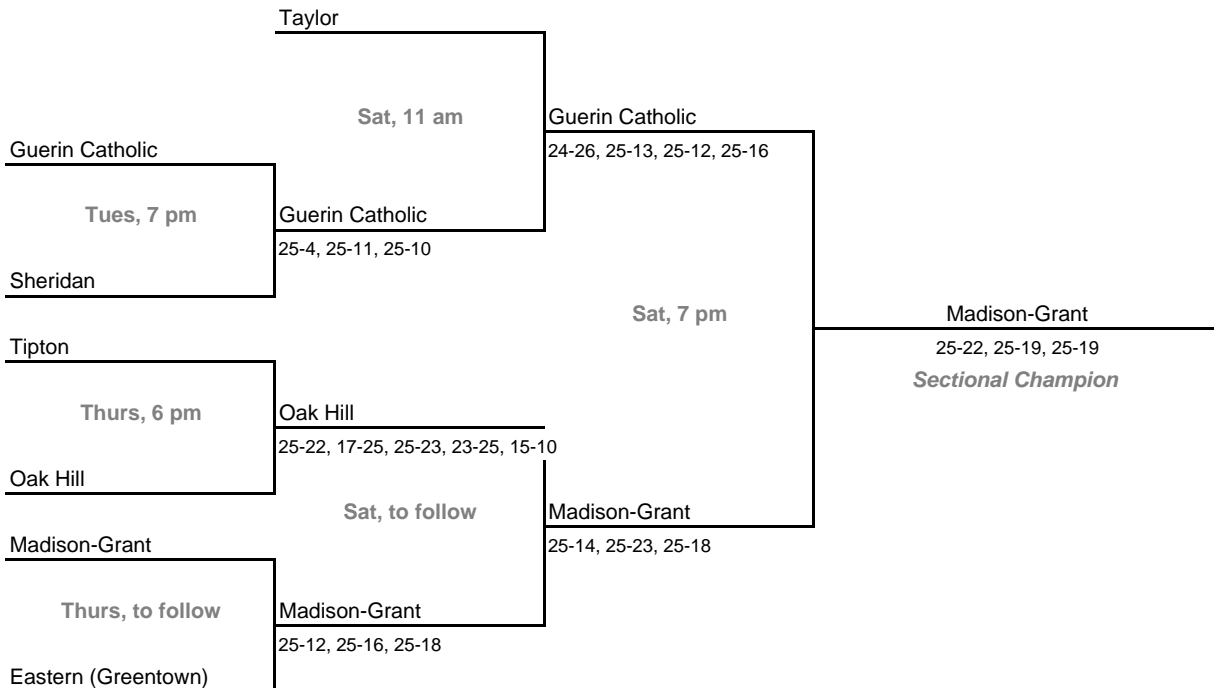 Taylor
Sat, 11 am
Guerin Catholic
Guerin Catholic
24-26, 25-13, 25-12, 25-16
Tues, 7 pm
Guerin Catholic
25-4, 25-11, 25-10
Sheridan
Sat, 7 pm
Madison-Grant
Tipton
25-22, 25-19, 25-19
Sectional Champion
Thurs, 6 pm
Oak Hill
25-22, 17-25, 25-23, 23-25, 15-10
Oak Hill
Sat, to follow
Madison-Grant
Madison-Grant
25-14, 25-23, 25-18
Thurs, to follow
Madison-Grant
25-12, 25-16, 25-18
Eastern (Greentown)